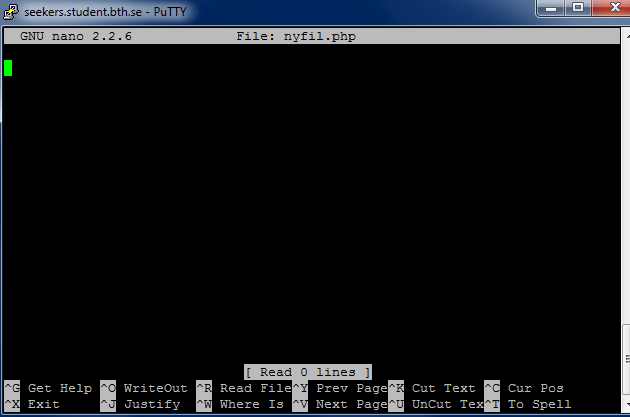 seekers.student.bth.se - PuTTY
GNU nano 2.2.6 File: nyfil.php
[ Read 0 lines ]
^G Get Help ^O WriteOut ^R Read File^Y Prev Page^K Cut Text ^C Cur Pos
^X Exit ^J Justify ^W Where Is ^V Next Page^U UnCut Tex^T To Spell